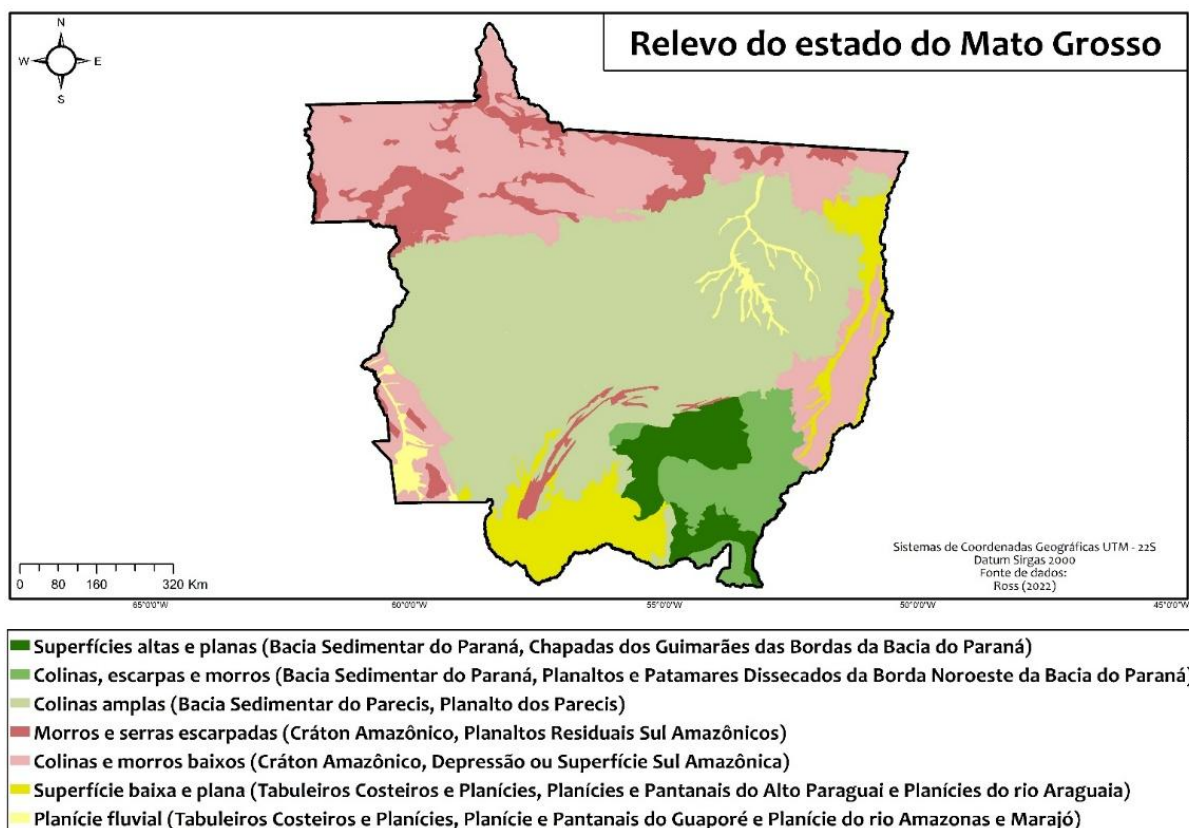 Relevo do estado do Mato Grosso
N
W E
S
Sistemas de Coordenadas Geográficas UTM - 22S
Datum Sirgas 2000
Fonte de dados:
Ross (2022)
0 80 160 320 Km
65°0'0"W 60°0'0"W 55°0'0"W 50°0'0"W 45°0'0"W
Superfícies altas e planas (Bacia Sedimentar do Paraná, Chapadas dos Guimarães das Bordas da Bacia do Paraná)
Colinas, escarpas e morros (Bacia Sedimentar do Paraná, Planaltos e Patamares Dissecados da Borda Noroeste da Bacia do Paraná)
Colinas amplas (Bacia Sedimentar do Parecis, Planalto dos Parecis)
Morros e serras escarpadas (Cráton Amazônico, Planaltos Residuais Sul Amazônicos)
Colinas e morros baixos (Cráton Amazônico, Depressão ou Superfície Sul Amazônica)
Superfície baixa e plana (Tabuleiros Costeiros e Planícies, Planícies e Pantanais do Alto Paraguai e Planícies do rio Araguaia)
Planície fluvial (Tabuleiros Costeiros e Planícies, Planície e Pantanais do Guaporé e Planície do rio Amazonas e Marajó)